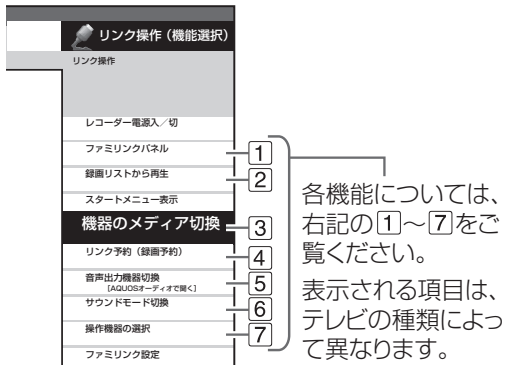 リンク操作（機能選択）
リンク操作
レコーダー電源入／切
ファミリンクパネル
1
録画リストから再生
2
スタートメニュー表示
機器のメディア切換
3
リンク予約（録画予約）
4
音声出力機器切換
[AQUOSオーディオで聞く]
5
サウンドモード切換
6
操作機器の選択
7
ファミリンク設定
各機能については、
右記の1～7をご
覧ください。
表示される項目は、
テレビの種類によっ
て異なります。